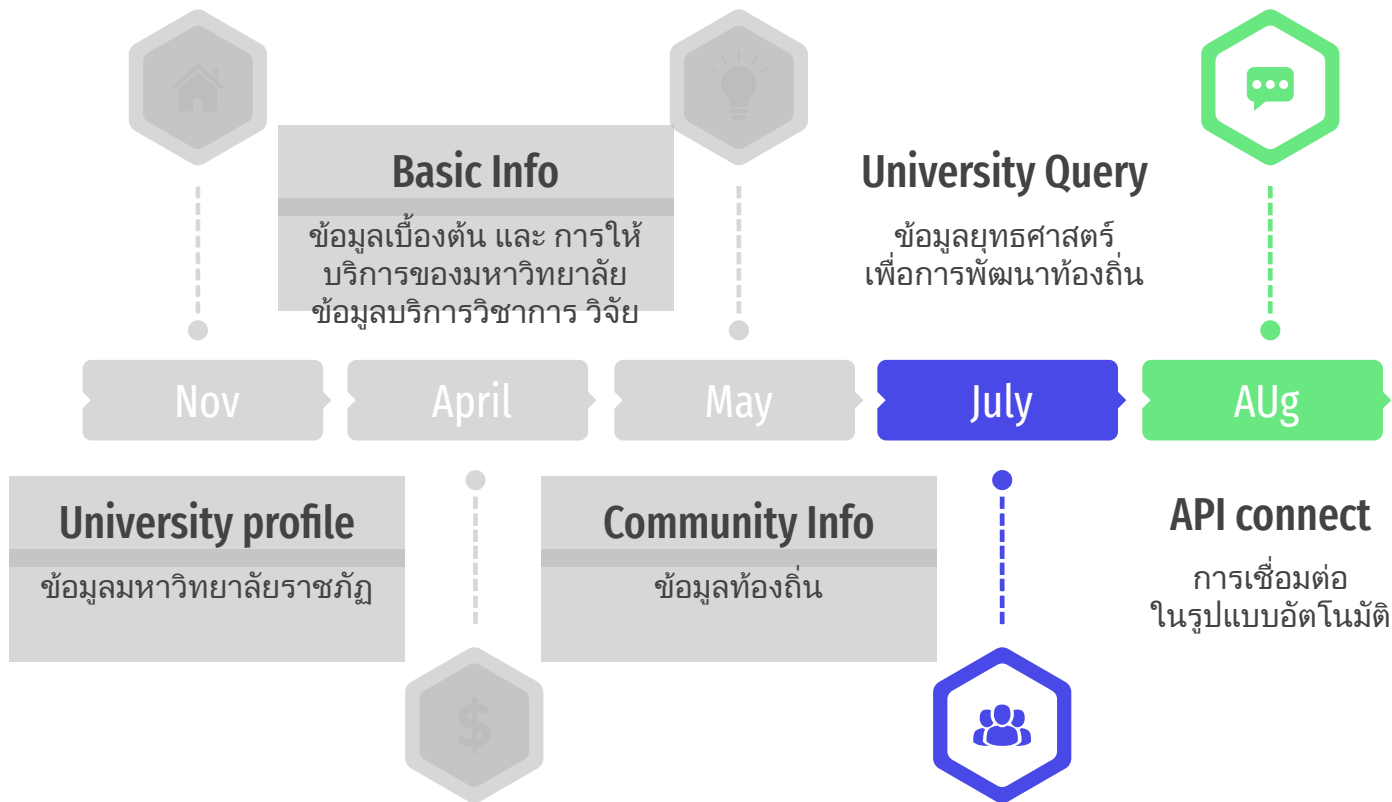 Basic Info
ข้อมูลเบื้องต้น และ การให้
บริการของมหาวิทยาลัย
ข้อมูลบริการวิชาการ วิจัย
University Query
ข้อมูลยุทธศาสตร์
เพื่อการพัฒนาท้องถิ่น
Nov
April
May
July
AUg
University profile
ข้อมูลมหาวิทยาลัยราชภัฏ
Community Info
ข้อมูลท้องถิ่น
API connect
การเชื่อมต่อ
ในรูปแบบอัตโนมัติ
$